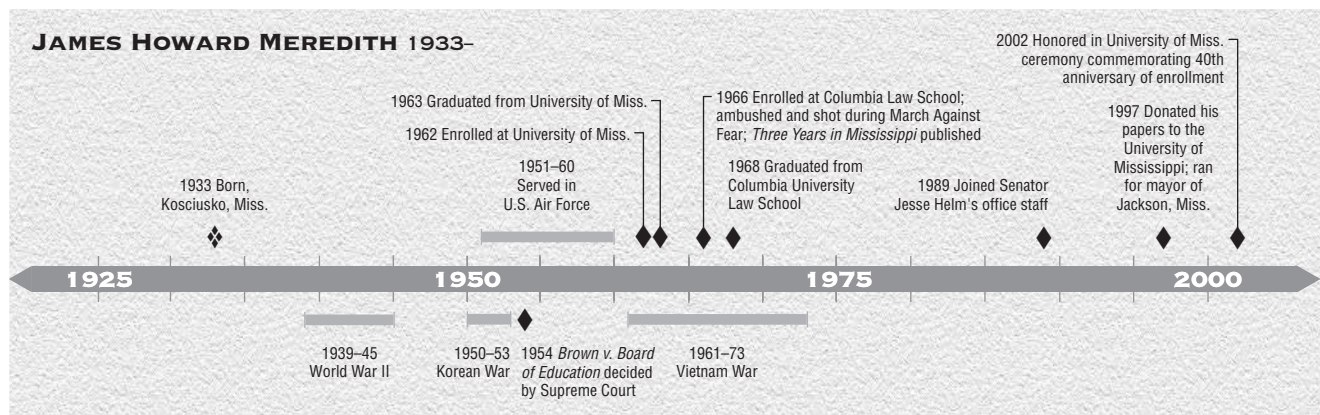 JAMES HOWARD MEREDITH 1933–
2002 Honored in University of Miss.
ceremony commemorating 40th
anniversary of enrollment
1963 Graduated from University of Miss.
1962 Enrolled at University of Miss.
1966 Enrolled at Columbia Law School;
ambushed and shot during March Against
Fear; Three Years in Mississippi published
1997 Donated his
papers to the
University of
Mississippi; ran
for mayor of
Jackson, Miss.
1933 Born,
Kosciusko, Miss.
1951–60
Served in
U.S. Air Force
1968 Graduated from
Columbia University
Law School
1989 Joined Senator
Jesse Helm's office staff
1925
1950
1975
2000
1939–45
World War II
1950–53
Korean War
1954 Brown v. Board
of Education decided
by Supreme Court
1961–73
Vietnam War